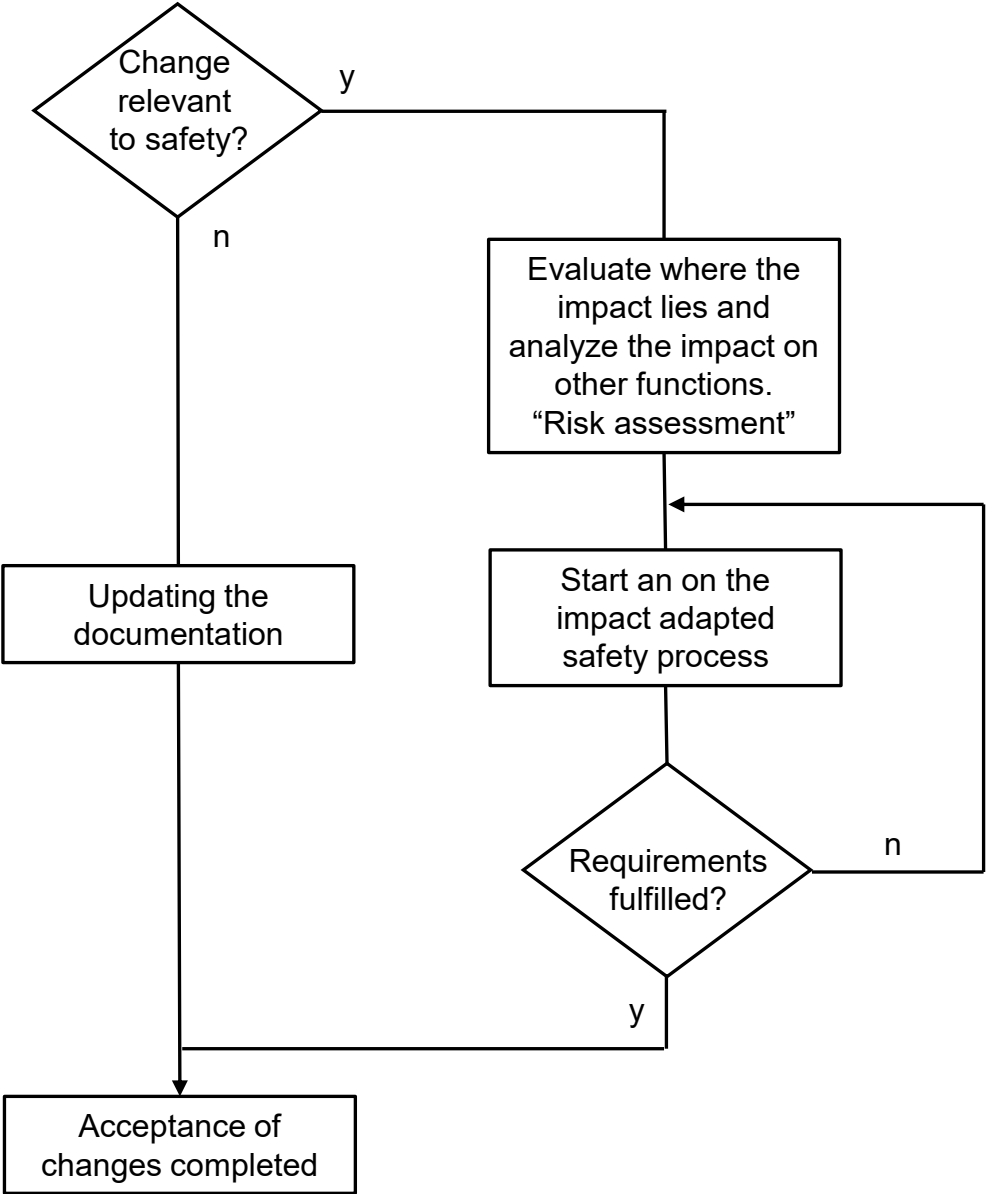 Change
relevant
to safety?
y
n
Evaluate where the
impact lies and
analyze the impact on
other functions.
“Risk assessment”
Updating the
documentation
Start an on the
impact adapted
safety process
Requirements
fulfilled?
n
y
Acceptance of
changes completed